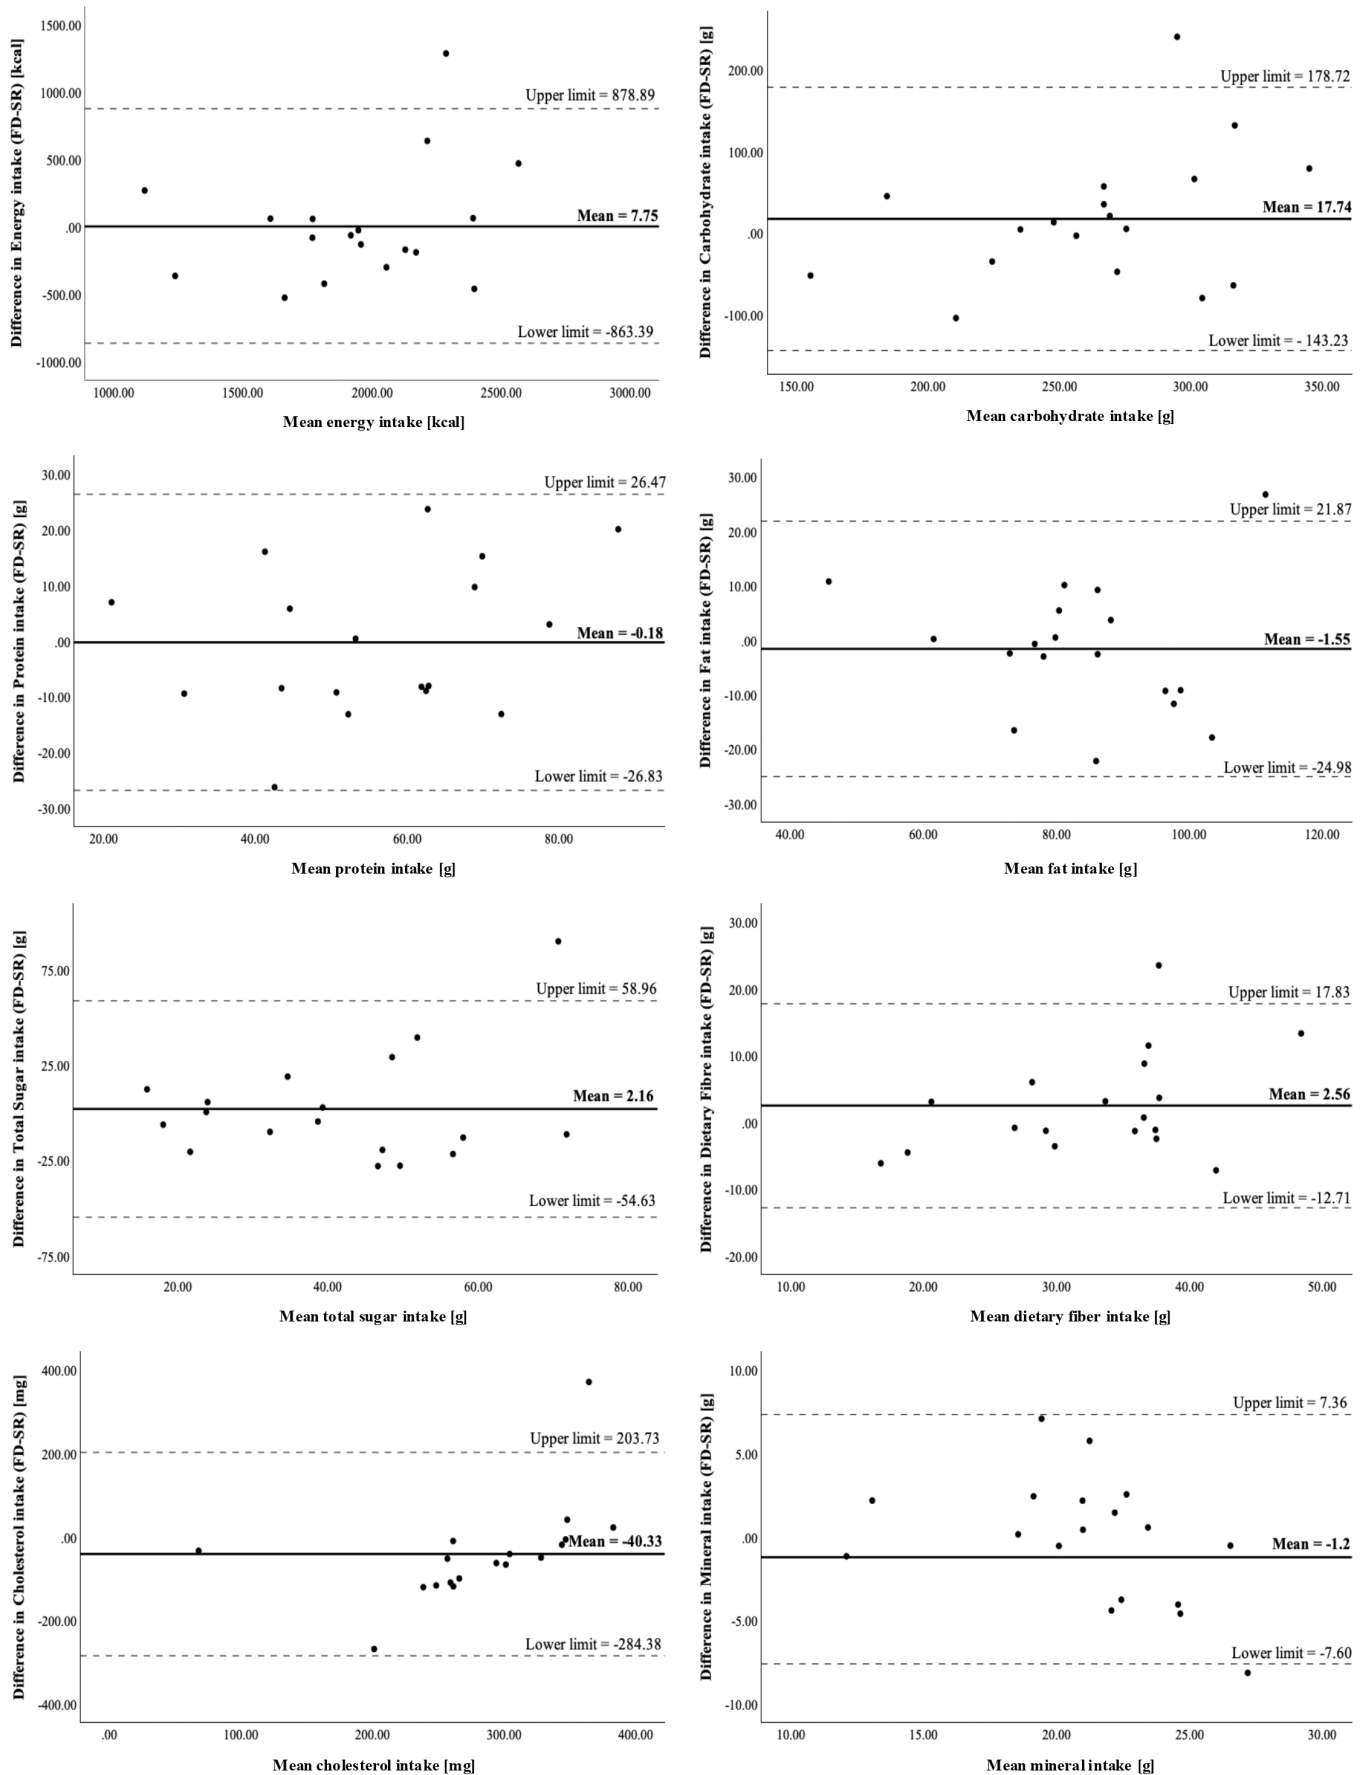 Difference in Energy intake (FD-SR) [kcal]
1500.00
1000.00
500.00
.00
-500.00
-1000.00
Upper limit = 878.89
Mean = 7.75
Lower limit = -863.39
1000.00 1500.00 2000.00 2500.00 3000.00
Mean energy intake [kcal]
Difference in Carbohydrate intake (FD-SR) [g]
200.00
100.00
.00
-100.00
Upper limit = 178.72
Mean = 17.74
Lower limit = - 143.23
150.00 200.00 250.00 300.00 350.00
Mean carbohydrate intake [g]
Difference in Protein intake (FD-SR) [g]
30.00
20.00
10.00
.00
-10.00
-20.00
-30.00
Upper limit = 26.47
Mean = -0.18
Lower limit = -26.83
20.00 40.00 60.00 80.00
Mean protein intake [g]
Difference in Fat intake (FD-SR) [g]
30.00
20.00
10.00
.00
-10.00
-20.00
-30.00
Upper limit = 21.87
Mean = -1.55
Lower limit = -24.98
40.00 60.00 80.00 100.00 120.00
Mean fat intake [g]
Difference in Total Sugar intake (FD-SR) [g]
75.00
25.00
-25.00
-75.00
Upper limit = 58.96
Mean = 2.16
Lower limit = -54.63
20.00 40.00 60.00 80.00
Mean total sugar intake [g]
Difference in Dietary Fibre intake (FD-SR) [g]
30.00
20.00
10.00
.00
-10.00
-20.00
Upper limit = 17.83
Mean = 2.56
Lower limit = -12.71
10.00 20.00 30.00 40.00 50.00
Mean dietary fiber intake [g]
Difference in Cholesterol intake (FD-SR) [mg]
400.00
200.00
.00
-200.00
-400.00
Upper limit = 203.73
Mean = -40.33
Lower limit = -284.38
.00 100.00 200.00 300.00 400.00
Mean cholesterol intake [mg]
Difference in Mineral intake (FD-SR) [g]
10.00
5.00
.00
-5.00
-10.00
Upper limit = 7.36
Mean = -1.2
Lower limit = -7.60
10.00 15.00 20.00 25.00 30.00
Mean mineral intake [g]